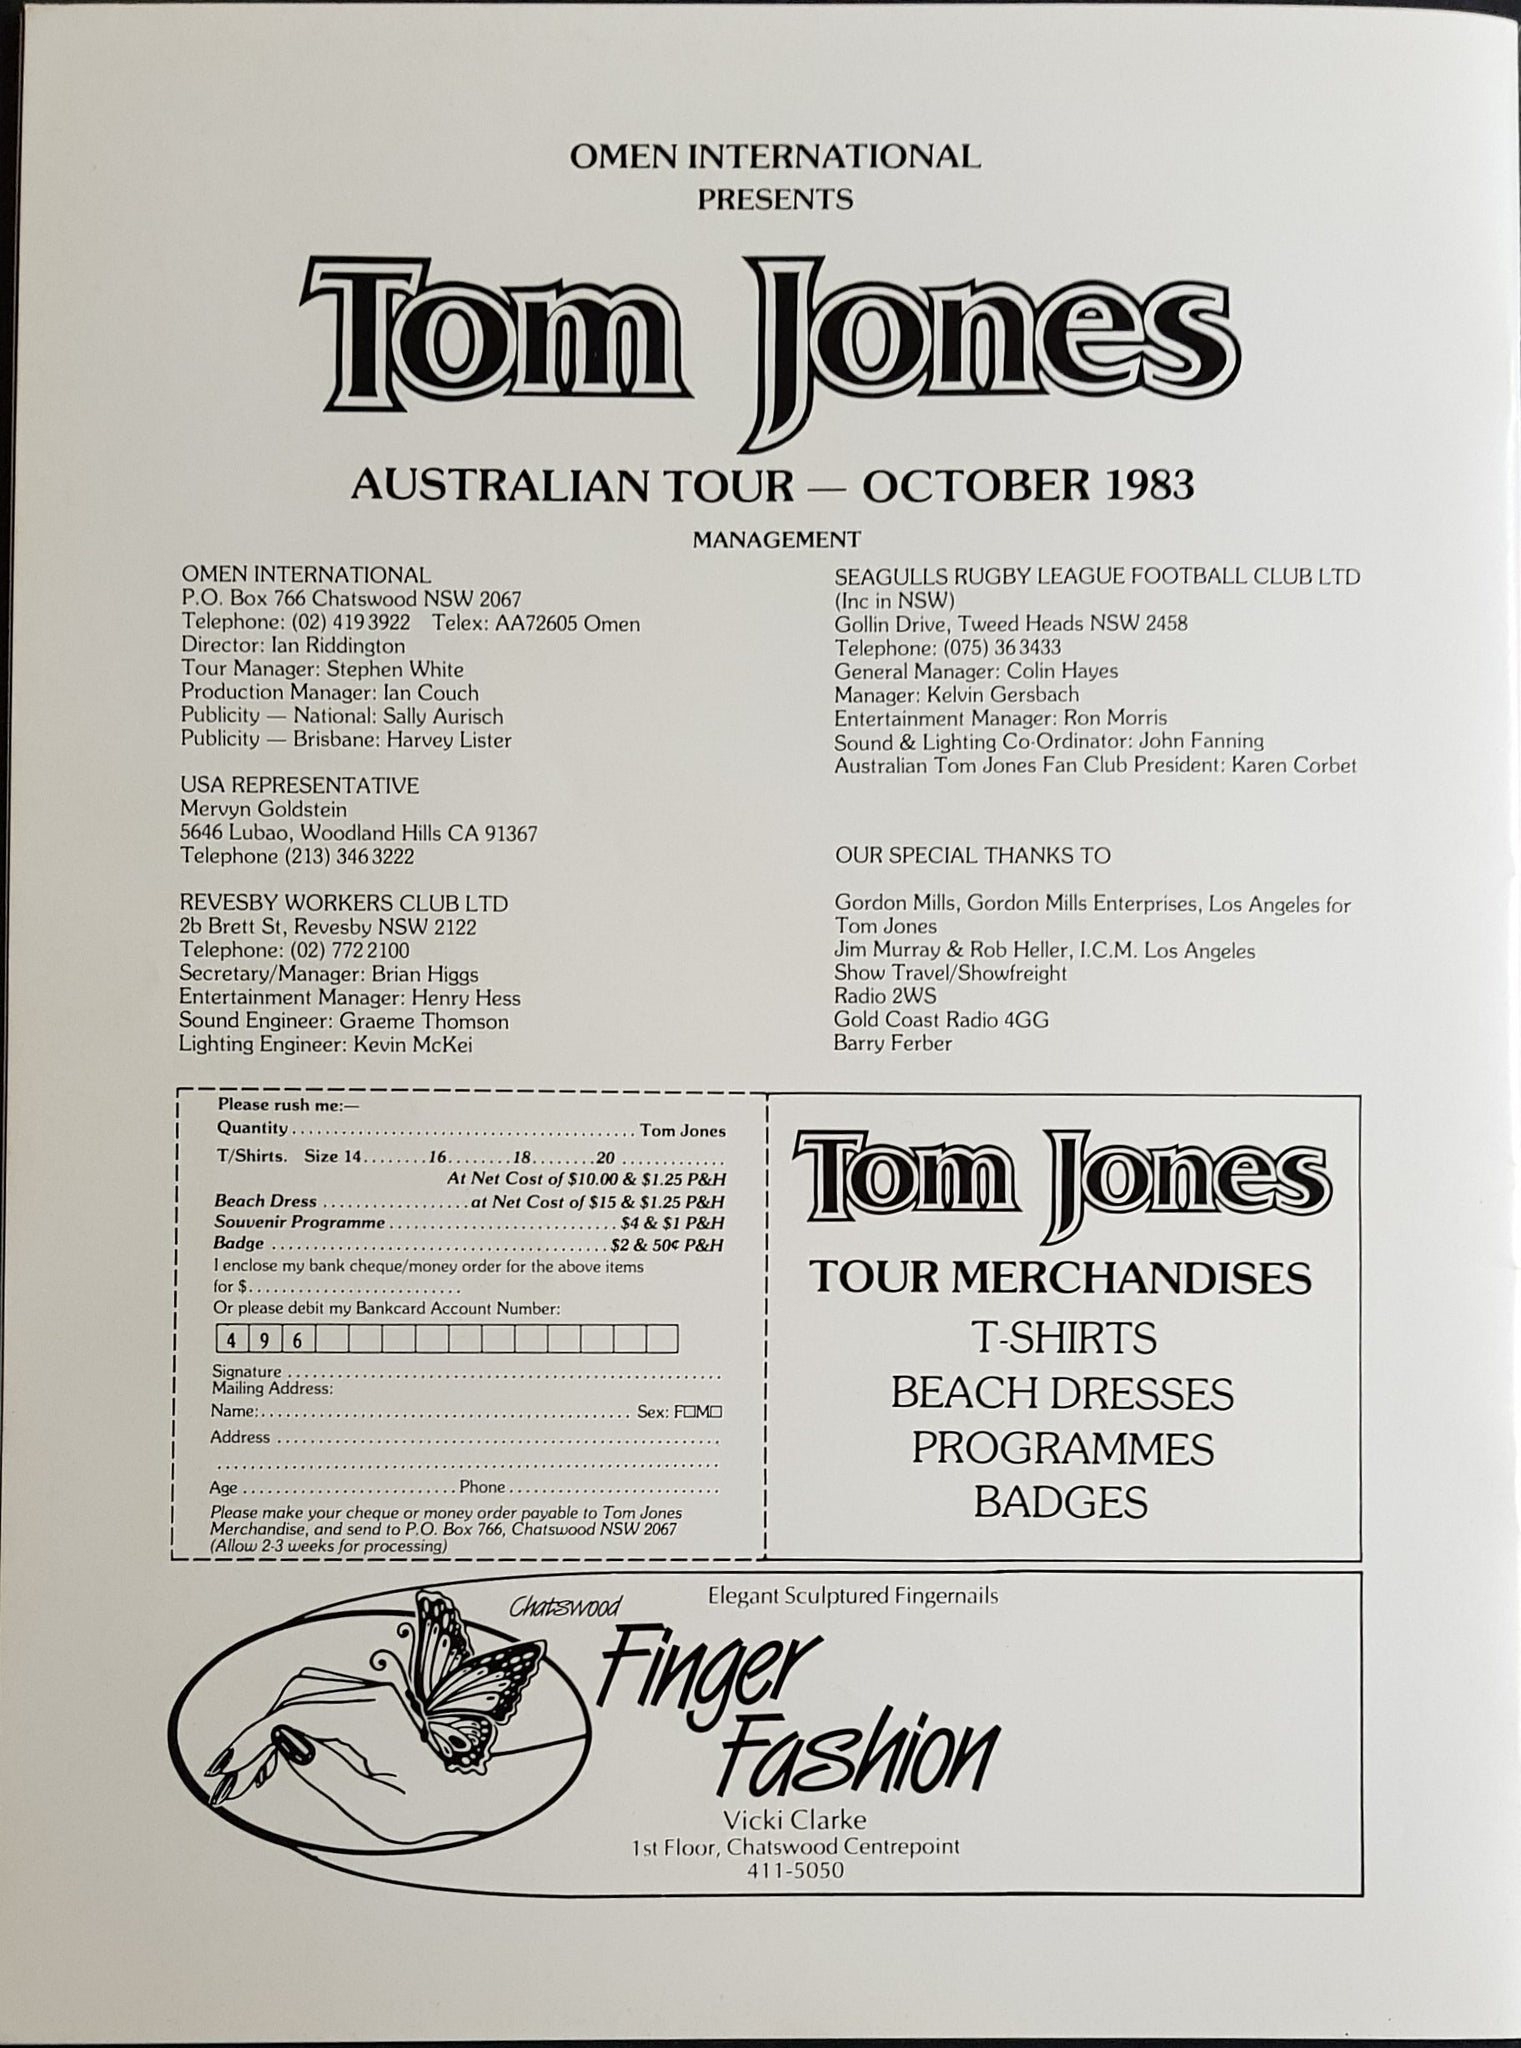 OMEN INTERNATIONAL
PRESENTS
Tom Jones
AUSTRALIAN TOUR — OCTOBER 1983
MANAGEMENT
OMEN INTERNATIONAL
P.O. Box 766 Chatswood NSW 2067
Telephone: (02) 419 3922 Telex: AA72605 Omen
Director: Ian Riddington
Tour Manager: Stephen White
Production Manager: Ian Couch
Publicity — National: Sally Aurisch
Publicity — Brisbane: Harvey Lister
USA REPRESENTATIVE
Mervyn Goldstein
5646 Lubao, Woodland Hills CA 91367
Telephone (213) 346 3222
REVESBY WORKERS CLUB LTD
2b Brett St, Revesby NSW 2122
Telephone: (02) 772 2100
Secretary/Manager: Brian Higgs
Entertainment Manager: Henry Hess
Sound Engineer: Graeme Thomson
Lighting Engineer: Kevin McKei
SEAGULLS RUGBY LEAGUE FOOTBALL CLUB LTD
(Inc in NSW)
Gollin Drive, Tweed Heads NSW 2458
Telephone: (075) 36 3433
General Manager: Colin Hayes
Manager: Kelvin Gersbach
Entertainment Manager: Ron Morris
Sound & Lighting Co-Ordinator: John Fanning
Australian Tom Jones Fan Club President: Karen Corbet
OUR SPECIAL THANKS TO
Gordon Mills, Gordon Mills Enterprises, Los Angeles for
Tom Jones
Jim Murray & Rob Heller, I.C.M. Los Angeles
Show Travel/Showfreight
Radio 2WS
Gold Coast Radio 4GG
Barry Ferber
Please rush me:—
Quantity ........................................ Tom Jones
T/Shirts. Size 14........16........18........20 .............
At Net Cost of $10.00 & $1.25 P&H
Beach Dress ..................at Net Cost of $15 & $1.25 P&H
Souvenir Programme ............................ $4 & $1 P&H
Badge ........................................ $2 & 50¢ P&H
I enclose my bank cheque/money order for the above items
for $..........................
Or please debit my Bankcard Account Number:
4 9 6
Signature ....................................................
Mailing Address:
Name:............................................ Sex: F□M□
Address ....................................................
............................................................
Age ......................... Phone .........................
Please make your cheque or money order payable to Tom Jones
Merchandise, and send to P.O. Box 766, Chatswood NSW 2067
(Allow 2-3 weeks for processing)
Tom Jones
TOUR MERCHANDISES
T-SHIRTS
BEACH DRESSES
PROGRAMMES
BADGES
Elegant Sculptured Fingernails
Chatswood
Finger
Fashion
Vicki Clarke
1st Floor, Chatswood Centrepoint
411-5050